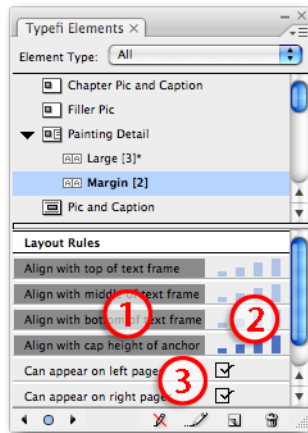 Typefi Elements ×
Element Type: All
Chapter Pic and Caption
Filler Pic
Painting Detail
Large [3]*
Margin [2]
Pic and Caption
Layout Rules
Align with top of text frame
Align with middle of text frame
Align with bottom of text frame
Align with cap height of anchor
Can appear on left pages
Can appear on right pages
1
2
3